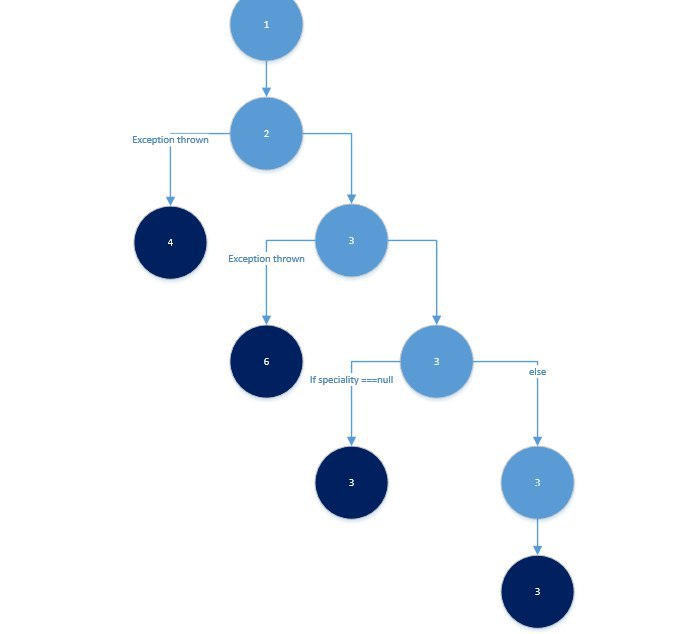 1
2
Exception thrown
4
3
Exception thrown
6
3
If speciality ===null
else
3
3
3